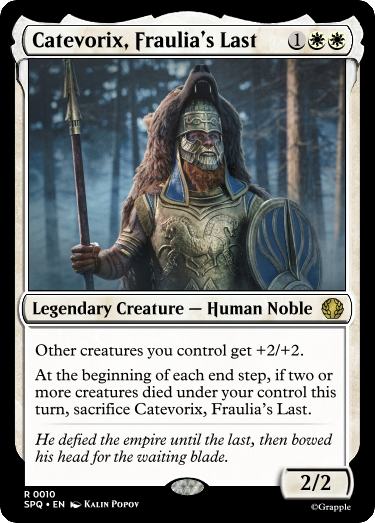 Catevorix, Fraulia's Last 1
Legendary Creature — Human Noble
Other creatures you control get +2/+2.
At the beginning of each end step, if two or
more creatures died under your control this
turn, sacrifice Catevorix, Fraulia's Last.
He defied the empire until the last, then bowed
his head for the waiting blade.
2/2
R 0010
SPQ • EN Kalin Popov
©Grapple